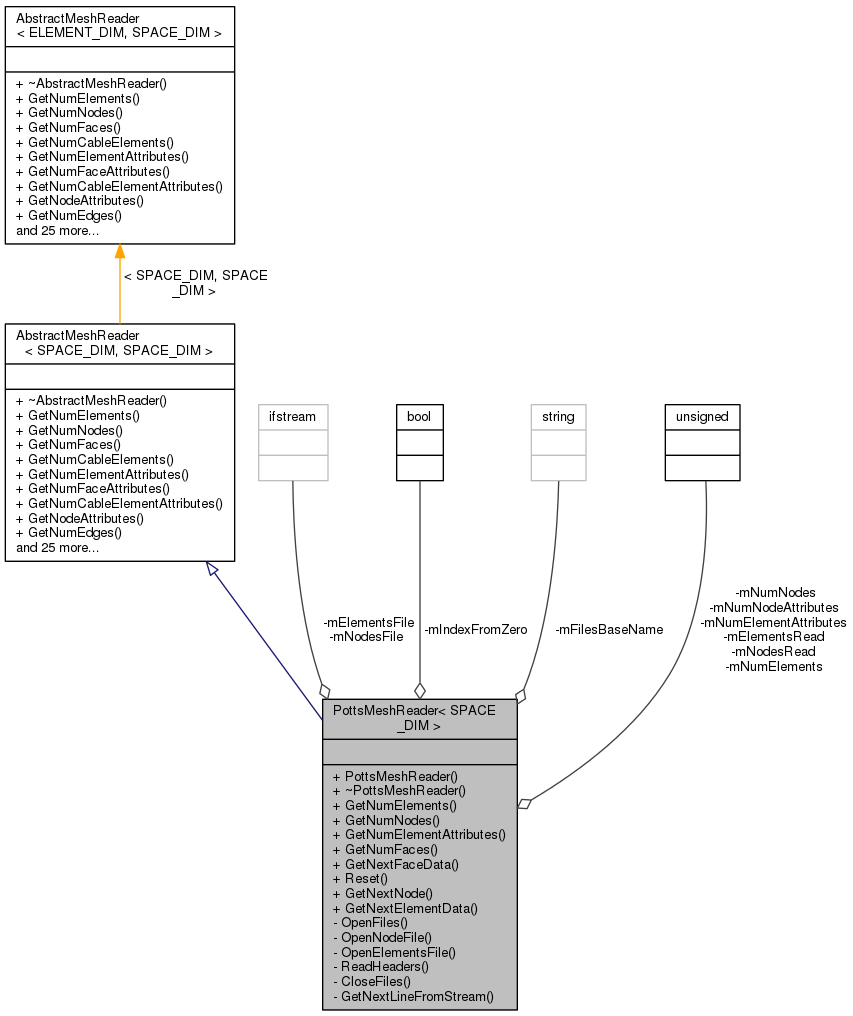 AbstractMeshReader
< ELEMENT_DIM, SPACE_DIM >
+ ~AbstractMeshReader()
+ GetNumElements()
+ GetNumNodes()
+ GetNumFaces()
+ GetNumCableElements()
+ GetNumElementAttributes()
+ GetNumFaceAttributes()
+ GetNumCableElementAttributes()
+ GetNodeAttributes()
+ GetNumEdges()
and 25 more...
< SPACE_DIM, SPACE
_DIM >
AbstractMeshReader
< SPACE_DIM, SPACE_DIM >
+ ~AbstractMeshReader()
+ GetNumElements()
+ GetNumNodes()
+ GetNumFaces()
+ GetNumCableElements()
+ GetNumElementAttributes()
+ GetNumFaceAttributes()
+ GetNumCableElementAttributes()
+ GetNodeAttributes()
+ GetNumEdges()
and 25 more...
ifstream
bool
string
unsigned
-mElementsFile
-mNodesFile
-mIndexFromZero
-mFilesBaseName
-mNumNodes
-mNumNodeAttributes
-mNumElementAttributes
-mElementsRead
-mNodesRead
-mNumElements
PottsMeshReader< SPACE
_DIM >
+ PottsMeshReader()
+ ~PottsMeshReader()
+ GetNumElements()
+ GetNumNodes()
+ GetNumElementAttributes()
+ GetNumFaces()
+ GetNextFaceData()
+ Reset()
+ GetNextNode()
+ GetNextElementData()
- OpenFiles()
- OpenNodeFile()
- OpenElementsFile()
- ReadHeaders()
- CloseFiles()
- GetNextLineFromStream()